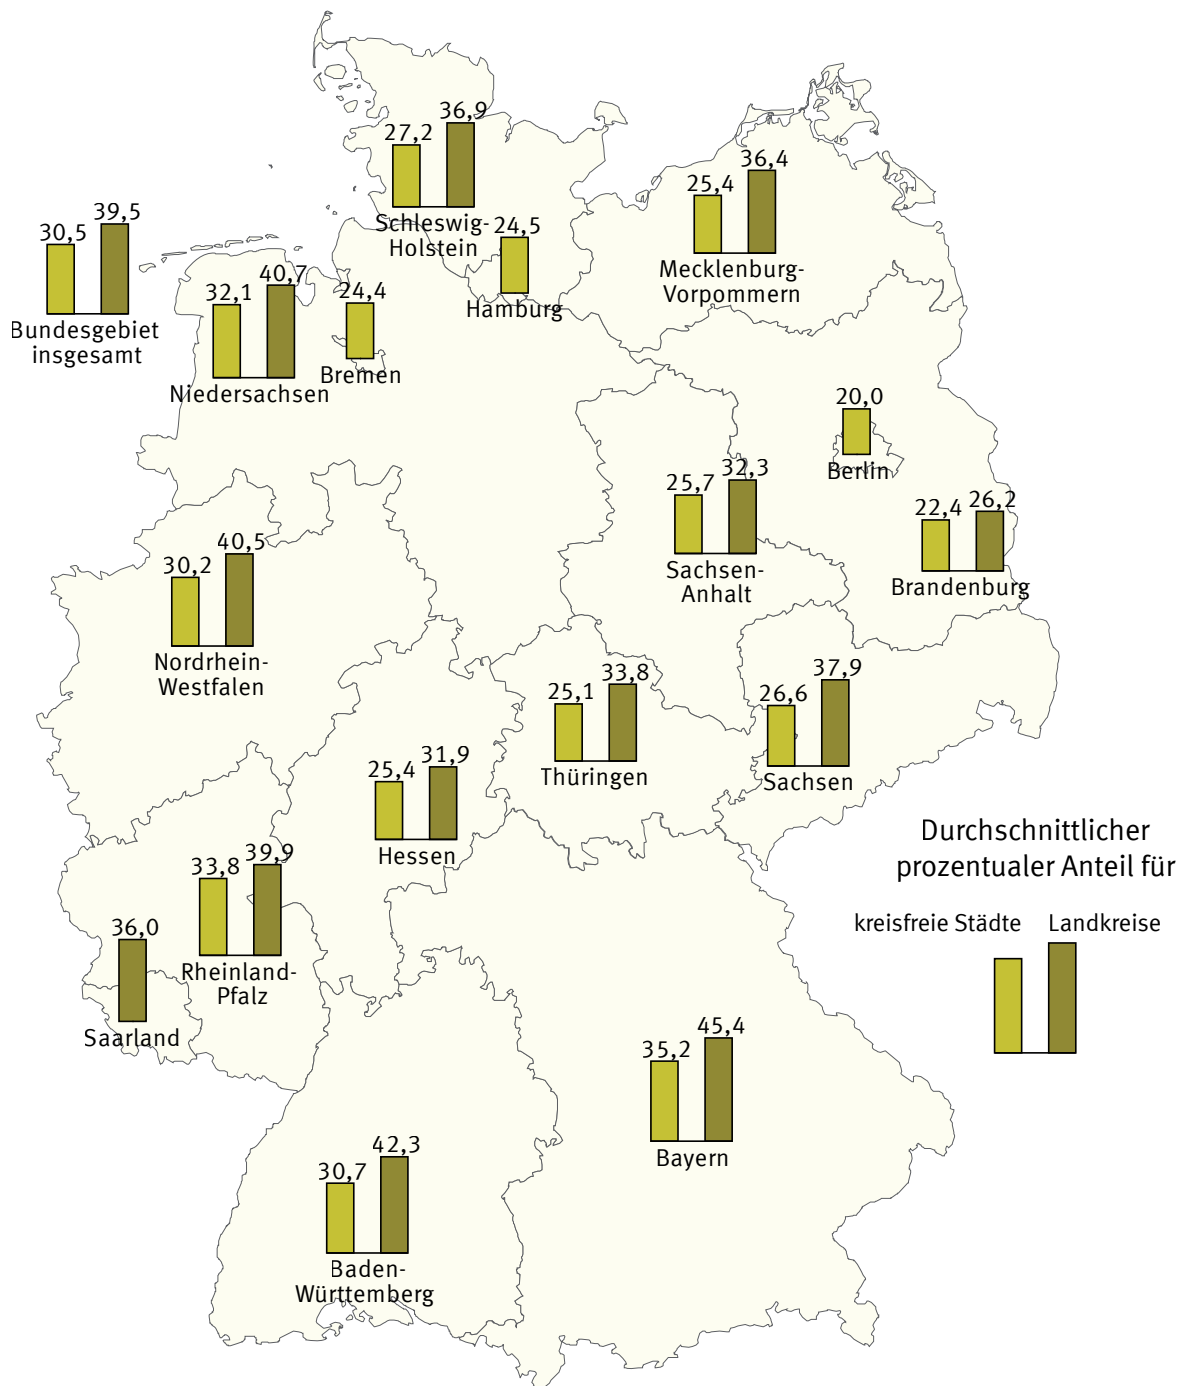 36,9
27,2
Schleswig-
Holstein
24,5
Hamburg
36,4
25,4
Mecklenburg-
Vorpommern
39,5
30,5
Bundesgebiet
insgesamt
40,7
32,1
Niedersachsen
24,4
Bremen
20,0
Berlin
32,3
25,7
Sachsen-
Anhalt
22,4 26,2
Brandenburg
40,5
30,2
Nordrhein-
Westfalen
33,8
25,1
Thüringen
37,9
26,6
Sachsen
31,9
25,4
Hessen
39,9
33,8
Rheinland-
Pfalz
36,0
Saarland
Durchschnittlicher
prozentualer Anteil für
kreisfreie Städte Landkreise
45,4
35,2
Bayern
42,3
30,7
Baden-
Württemberg